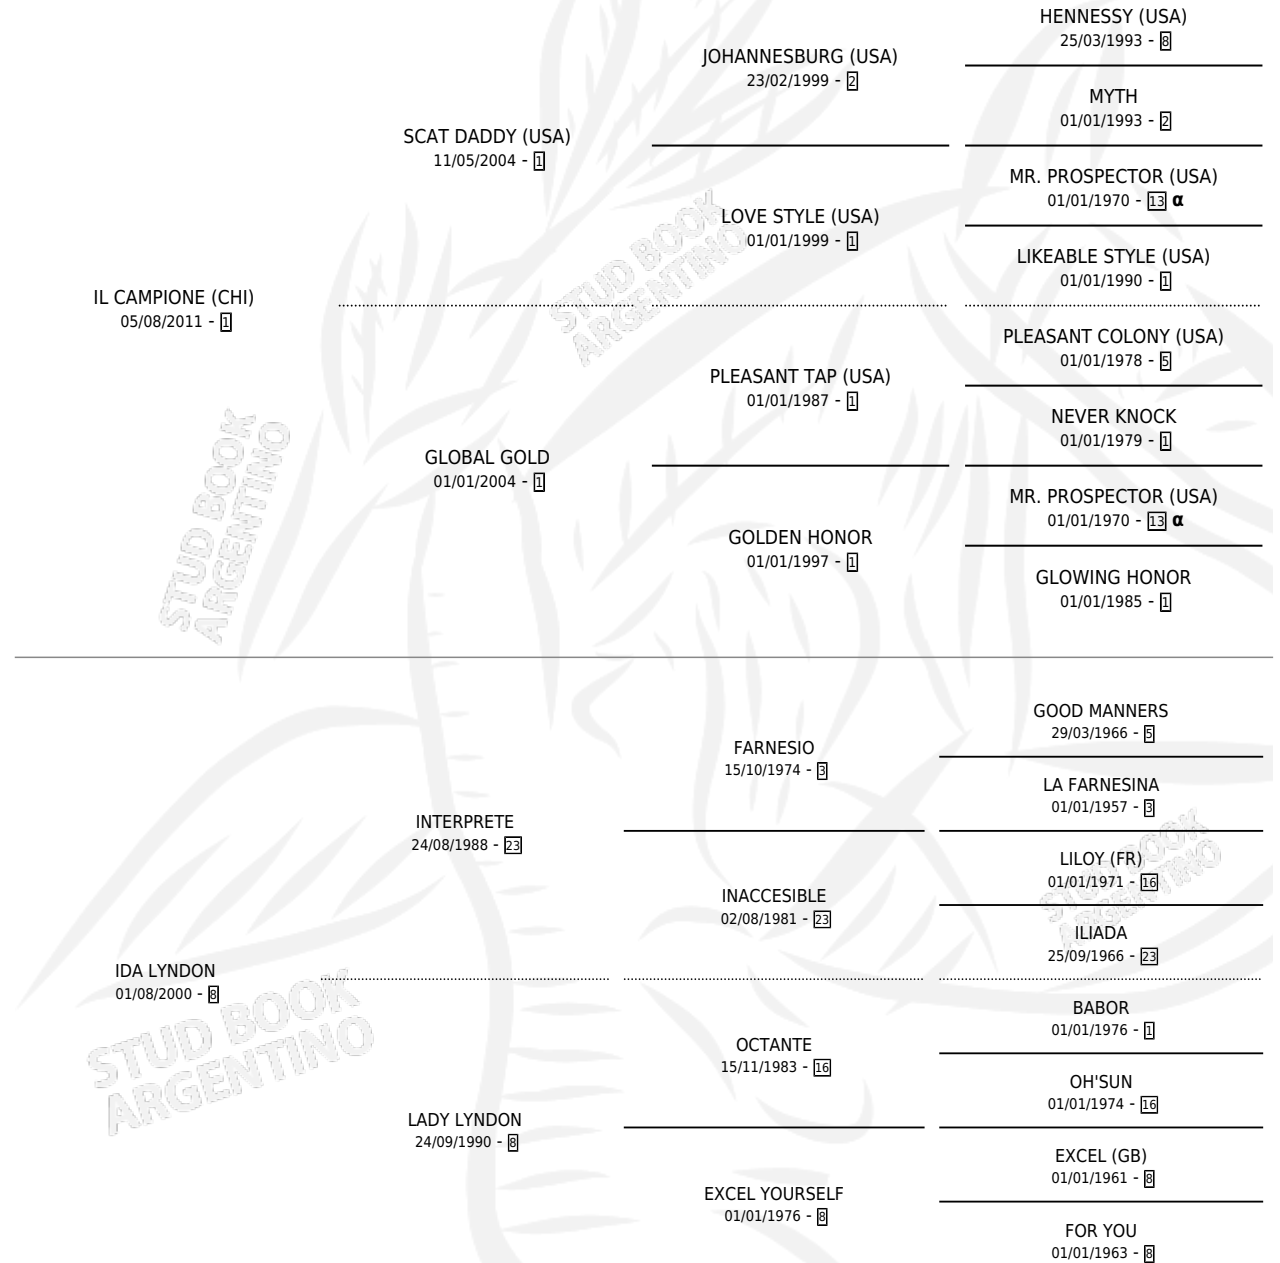 HENNESSY (USA)
25/03/1993 - 8
JOHANNESBURG (USA)
23/02/1999 - 2
MYTH
01/01/1993 - 2
SCAT DADDY (USA)
11/05/2004 - 1
MR. PROSPECTOR (USA)
01/01/1970 - 13 α
LOVE STYLE (USA)
01/01/1999 - 1
LIKEABLE STYLE (USA)
01/01/1990 - 1
IL CAMPIONE (CHI)
05/08/2011 - 1
PLEASANT COLONY (USA)
01/01/1978 - 5
PLEASANT TAP (USA)
01/01/1987 - 1
NEVER KNOCK
01/01/1979 - 1
GLOBAL GOLD
01/01/2004 - 1
MR. PROSPECTOR (USA)
01/01/1970 - 13 α
GOLDEN HONOR
01/01/1997 - 1
GLOWING HONOR
01/01/1985 - 1
STUD BOOK
ARGENTINO
STUD BOOK
ARGENTINO
GOOD MANNERS
29/03/1966 - 5
FARNESIO
15/10/1974 - 3
LA FARNESINA
01/01/1957 - 3
INTERPRETE
24/08/1988 - 23
LILOY (FR)
01/01/1971 - 16
INACCESIBLE
02/08/1981 - 23
ILIADA
25/09/1966 - 23
IDA LYNDON
01/08/2000 - 8
BABOR
01/01/1976 - 1
OCTANTE
15/11/1983 - 16
OH'SUN
01/01/1974 - 16
LADY LYNDON
24/09/1990 - 8
EXCEL (GB)
01/01/1961 - 8
EXCEL YOURSELF
01/01/1976 - 8
FOR YOU
01/01/1963 - 8
STUD BOOK
ARGENTINO
STUD BOOK
ARGENTINO